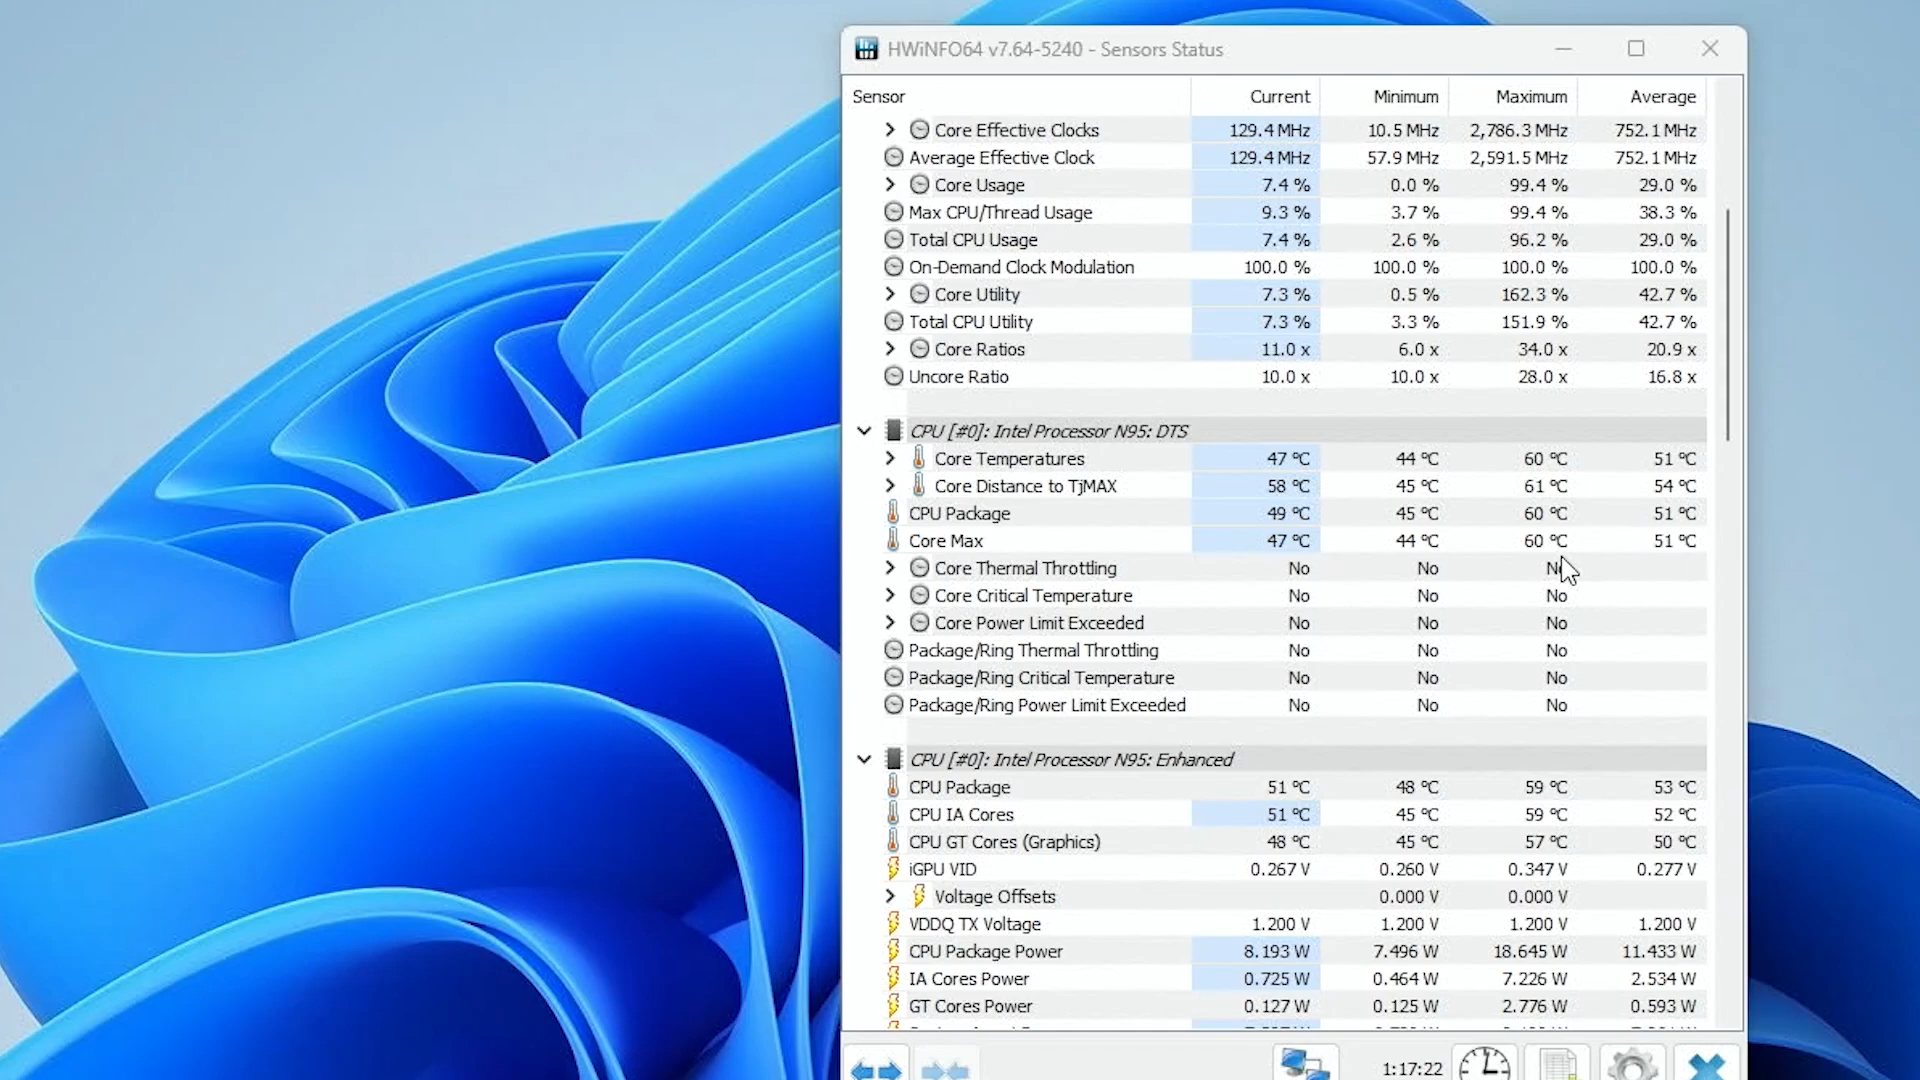 HWiNFO64 v7.64-5240 - Sensors Status
Sensor Current Minimum Maximum Average
Core Effective Clocks 129.4 MHz 10.5 MHz 2,786.3 MHz 752.1 MHz
Average Effective Clock 129.4 MHz 57.9 MHz 2,591.5 MHz 752.1 MHz
Core Usage 7.4 % 0.0 % 99.4 % 29.0 %
Max CPU/Thread Usage 9.3 % 3.7 % 99.4 % 38.3 %
Total CPU Usage 7.4 % 2.6 % 96.2 % 29.0 %
On-Demand Clock Modulation 100.0 % 100.0 % 100.0 % 100.0 %
Core Utility 7.3 % 0.5 % 162.3 % 42.7 %
Total CPU Utility 7.3 % 3.3 % 151.9 % 42.7 %
Core Ratios 11.0 x 6.0 x 34.0 x 20.9 x
Uncore Ratio 10.0 x 10.0 x 28.0 x 16.8 x
CPU [#0]: Intel Processor N95: DTS
Core Temperatures 47 °C 44 °C 60 °C 51 °C
Core Distance to TjMAX 58 °C 45 °C 61 °C 54 °C
CPU Package 49 °C 45 °C 60 °C 51 °C
Core Max 47 °C 44 °C 60 °C 51 °C
Core Thermal Throttling No No No
Core Critical Temperature No No No
Core Power Limit Exceeded No No No
Package/Ring Thermal Throttling No No No
Package/Ring Critical Temperature No No No
Package/Ring Power Limit Exceeded No No No
CPU [#0]: Intel Processor N95: Enhanced
CPU Package 51 °C 48 °C 59 °C 53 °C
CPU IA Cores 51 °C 45 °C 59 °C 52 °C
CPU GT Cores (Graphics) 48 °C 45 °C 57 °C 50 °C
iGPU VID 0.267 V 0.260 V 0.347 V 0.277 V
Voltage Offsets 0.000 V 0.000 V
VDDQ TX Voltage 1.200 V 1.200 V 1.200 V 1.200 V
CPU Package Power 8.193 W 7.496 W 18.645 W 11.433 W
IA Cores Power 0.725 W 0.464 W 7.226 W 2.534 W
GT Cores Power 0.127 W 0.125 W 2.776 W 0.593 W
1:17:22